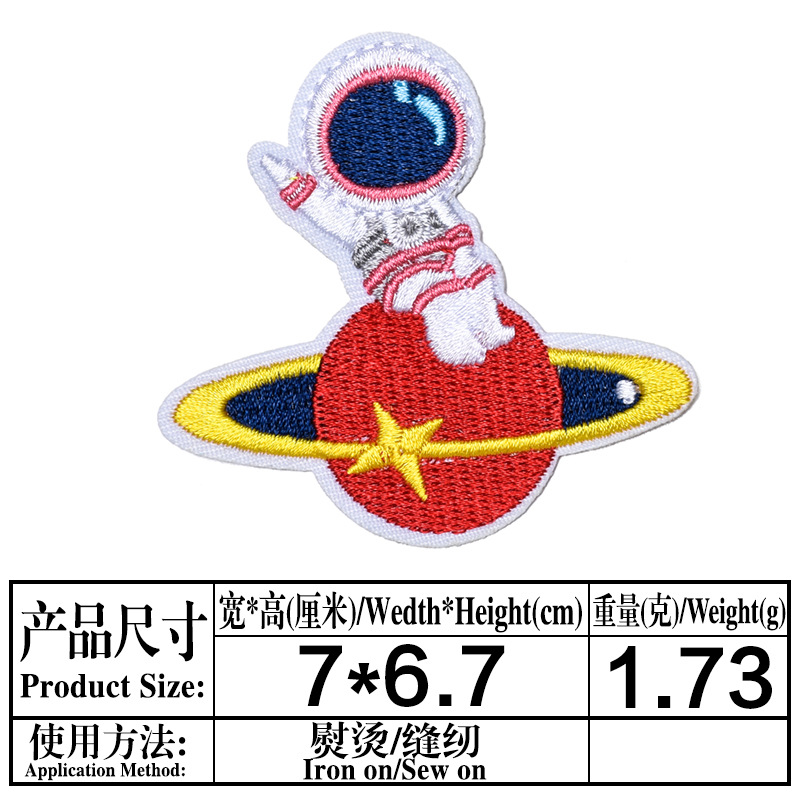 产品尺寸
Product Size:
宽*高(厘米)/Wedth*Height(cm)
重量(克)/Weight(g)
7*6.7
1.73
使用方法:
Application Method:
熨烫/缝纫
Iron on/Sew on